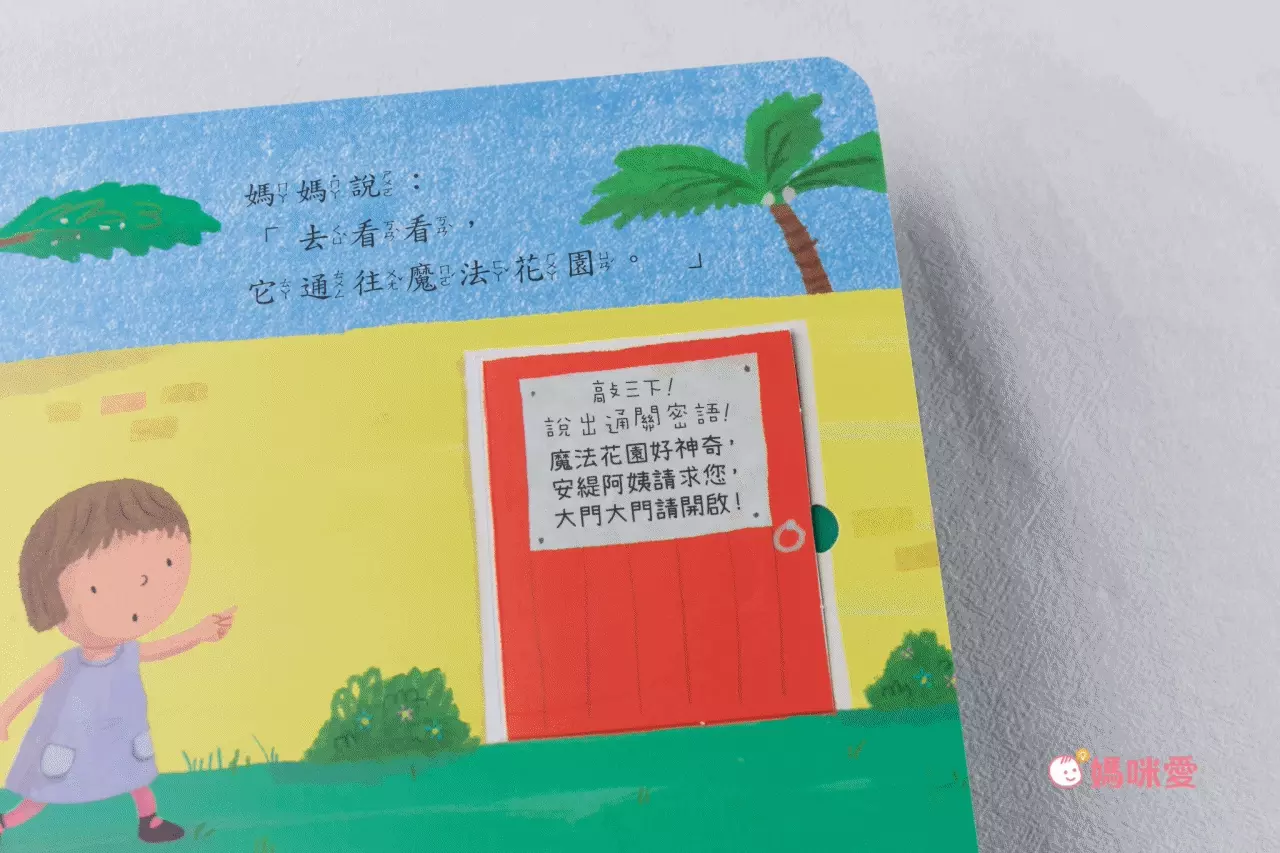 媽媽說：
「去看看，
它通往魔法花園。」
敲三下！
說出通關密語！
魔法花園好神奇，
安緹阿姨請求您，
大門大門請開啟！
媽咪愛